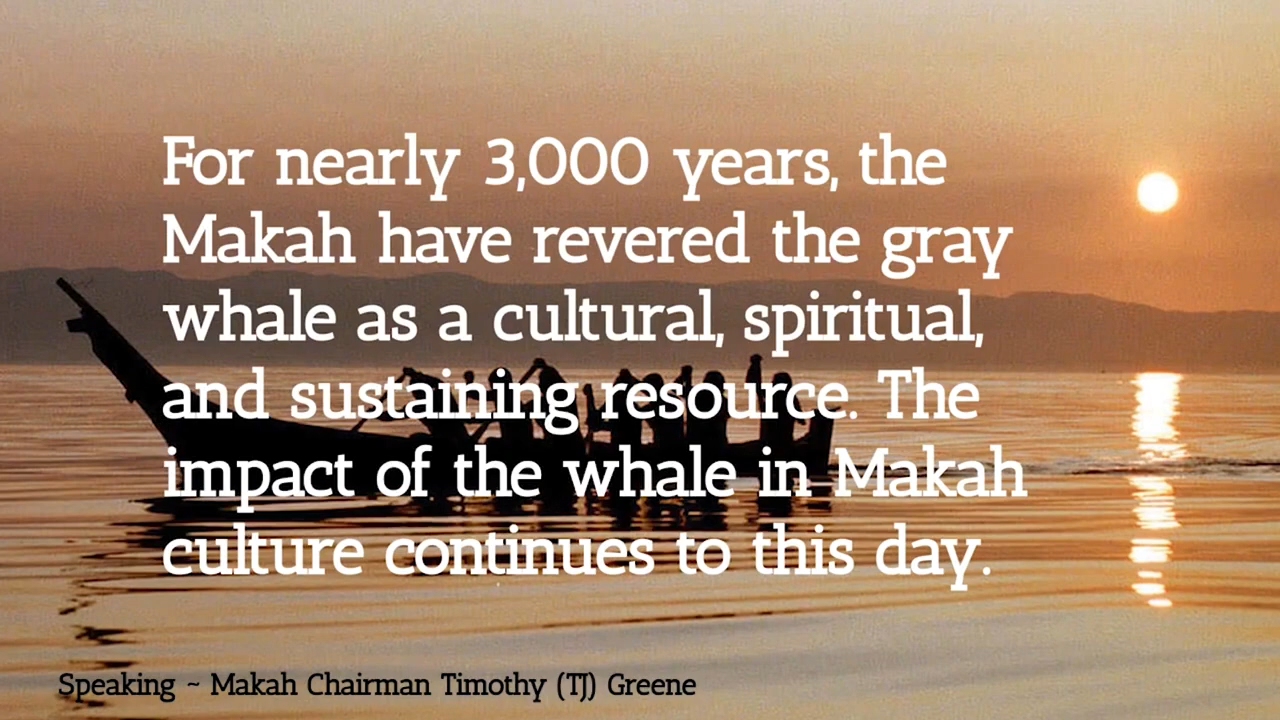 For nearly 3,000 years, the
Makah have revered the gray
whale as a cultural, spiritual,
and sustaining resource. The
impact of the whale in Makah
culture continues to this day.
Speaking ~ Makah Chairman Timothy (TJ) Greene